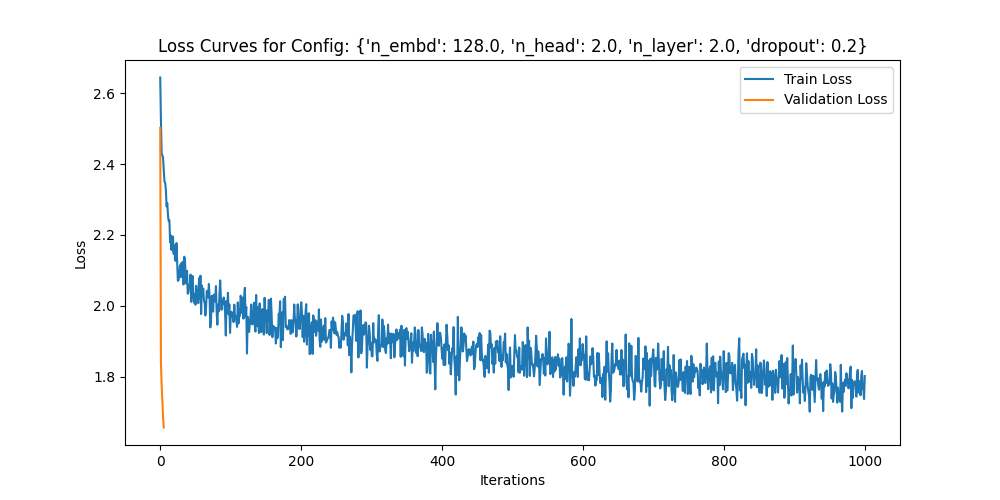 Loss Curves for Config: {'n_embd': 128.0, 'n_head': 2.0, 'n_layer': 2.0, 'dropout': 0.2}
Train Loss
Validation Loss
2.6
2.4
2.2
2.0
1.8
Loss
0
200
400
600
800
1000
Iterations